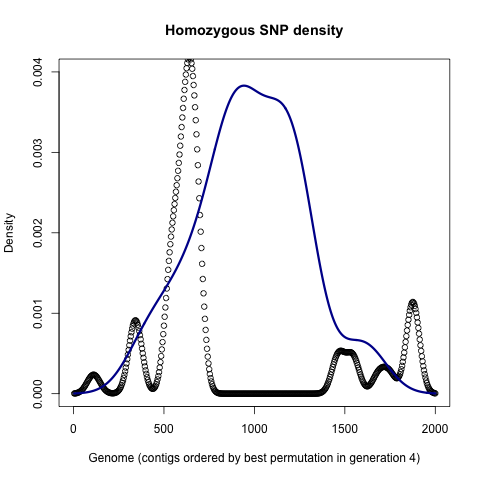 Homozygous SNP density
Density
0.004
0.003
0.002
0.001
0.000
0 500 1000 1500 2000
Genome (contigs ordered by best permutation in generation 4)